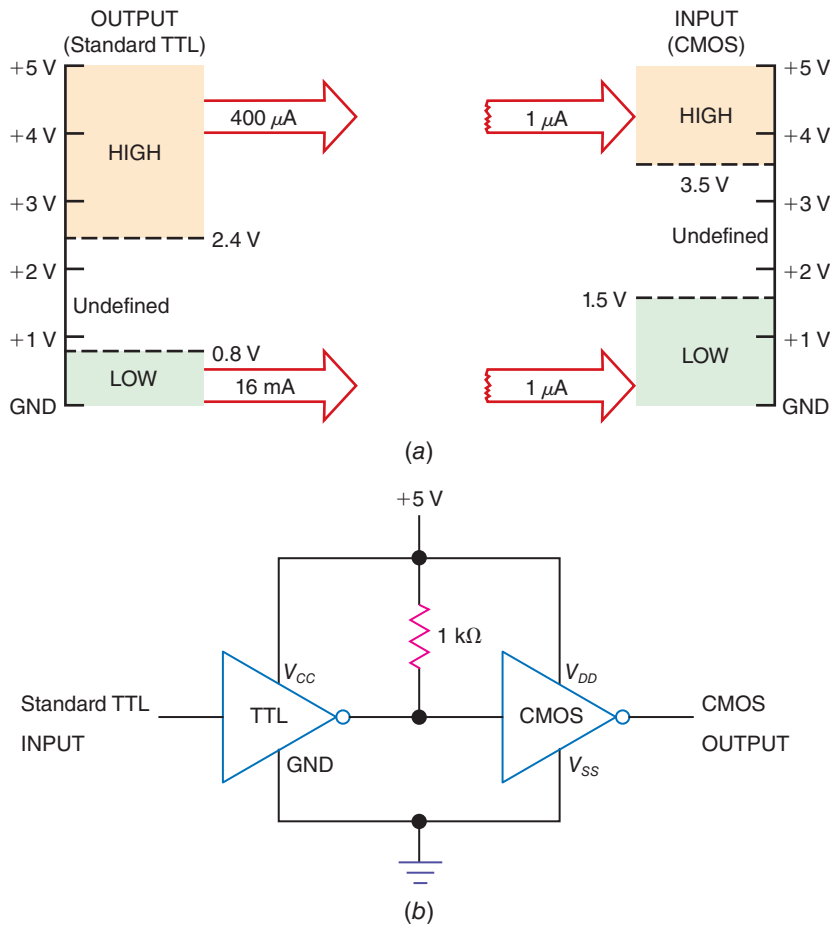 OUTPUT
(Standard TTL)
INPUT
(CMOS)
+5 V
+4 V
+3 V
+2 V
+1 V
GND
HIGH
2.4 V
Undefined
0.8 V
LOW
400 μA
16 mA
1 μA
1 μA
HIGH
3.5 V
Undefined
1.5 V
LOW
+5 V
+4 V
+3 V
+2 V
+1 V
GND
(a)
+5 V
1 kΩ
VCC
VDD
Standard TTL
INPUT
TTL
CMOS
CMOS
OUTPUT
GND
VSS
(b)